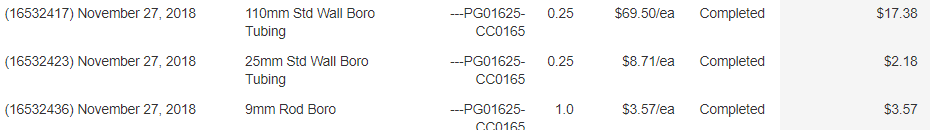 (16532417) November 27, 2018 110mm Std Wall Boro ---PG01625- 0.25 $69.50/ea Completed $17.38
Tubing CC0165
(16532423) November 27, 2018 25mm Std Wall Boro ---PG01625- 0.25 $8.71/ea Completed $2.18
Tubing CC0165
(16532436) November 27, 2018 9mm Rod Boro ---PG01625- 1.0 $3.57/ea Completed $3.57
CC0165